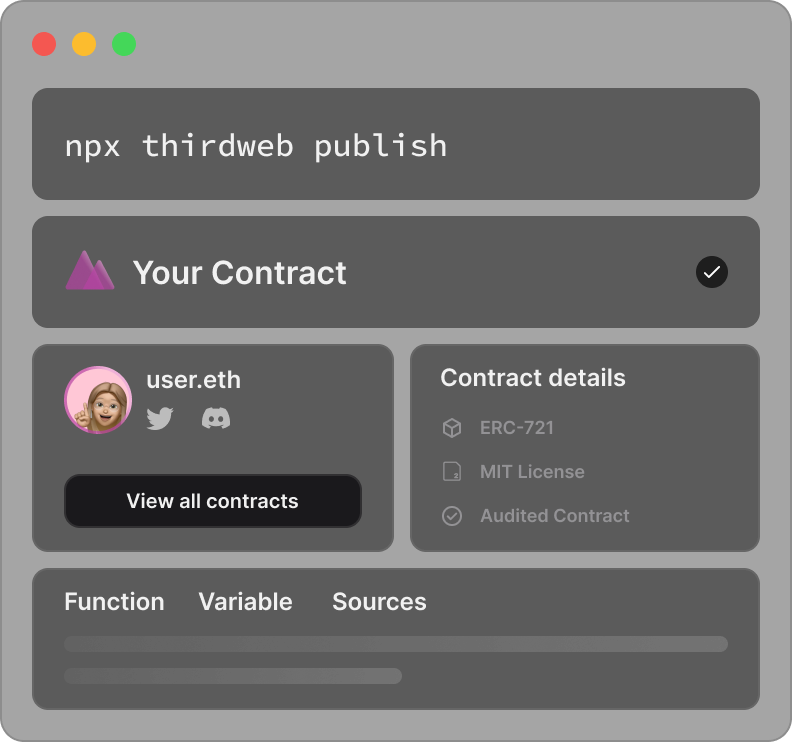 npx thirdweb publish
Your Contract
user.eth
View all contracts
Contract details
ERC-721
MIT License
Audited Contract
Function Variable Sources